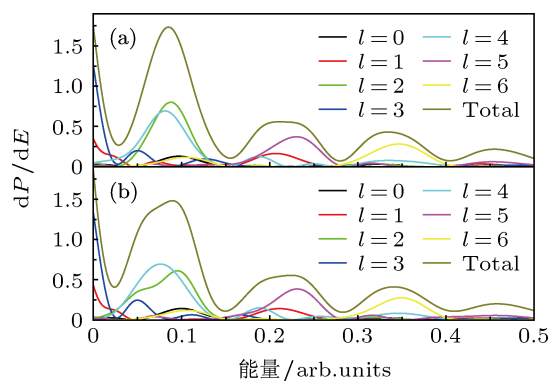 (a)
l = 0 l = 4
l = 1 l = 5
l = 2 l = 6
l = 3 Total
1.5
1.0
0.5
0
(b)
l = 0 l = 4
l = 1 l = 5
l = 2 l = 6
l = 3 Total
1.5
1.0
0.5
0
dP/dE
0 0.1 0.2 0.3 0.4 0.5
能量/arb.units